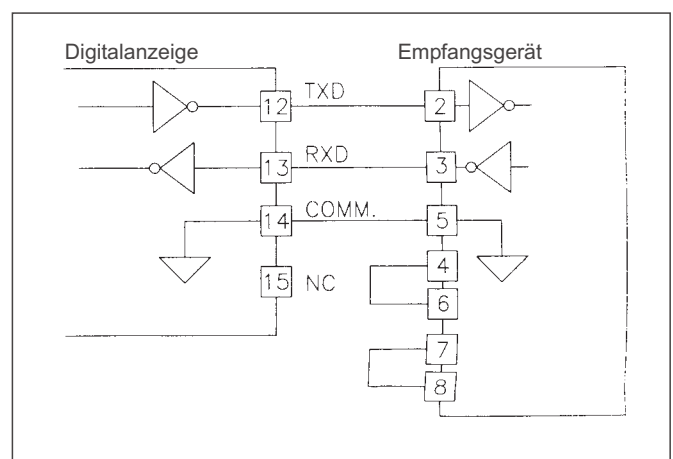 Digitalanzeige Empfangsgerät
12 TXD 2
13 RXD 3
14 COMM. 5
4
15 NC
6
7
8